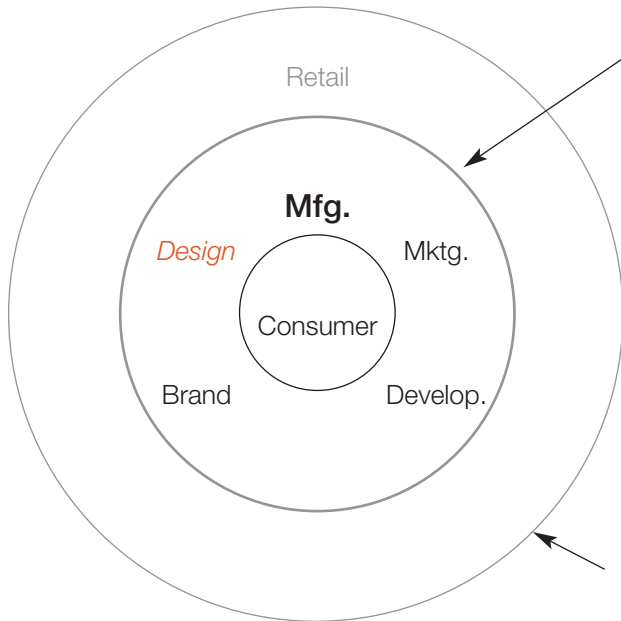 Retail
Mfg.
Design
Mktg.
Consumer
Brand
Develop.